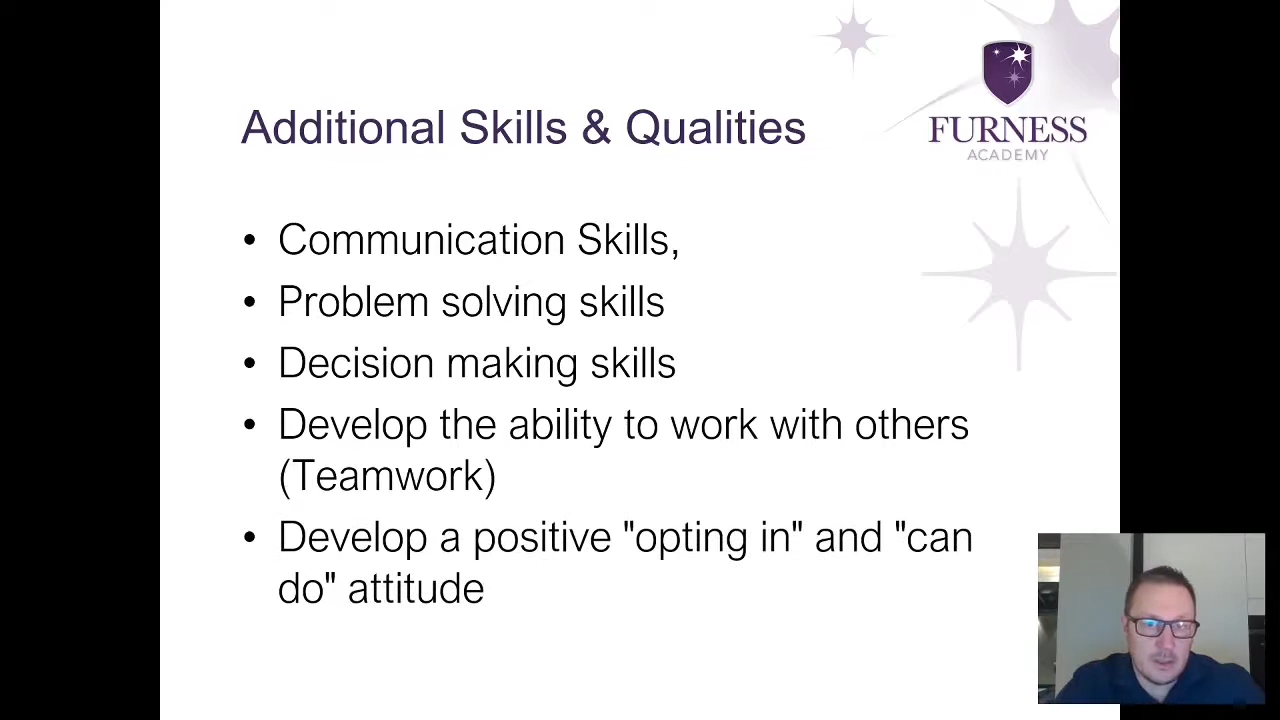 FURNESS
ACADEMY
Additional Skills & Qualities
• Communication Skills,
• Problem solving skills
• Decision making skills
• Develop the ability to work with others
(Teamwork)
• Develop a positive "opting in" and "can
do" attitude